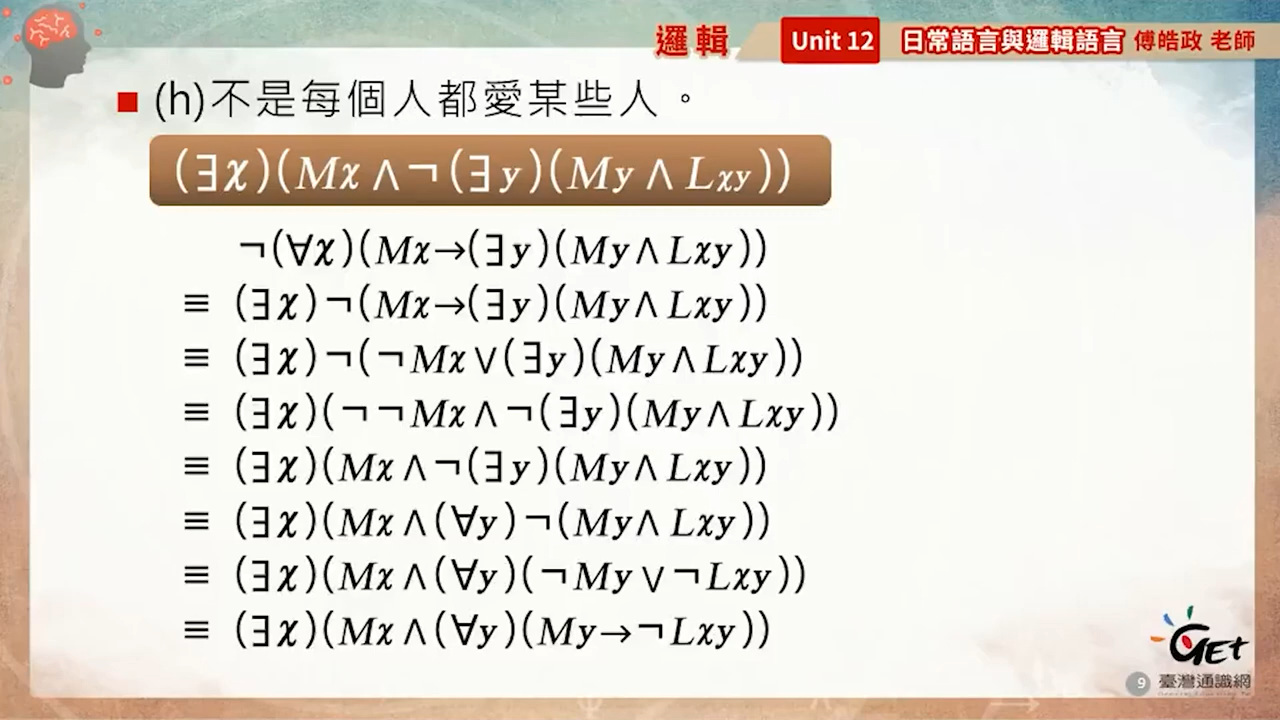 邏輯 Unit 12 日常語言與邏輯語言 傅皓政 老師
(h)不是每個人都愛某些人。
(∃x)(Mx∧¬(∃y)(My∧Lxy))
¬(∀x)(Mx→(∃y)(My∧Lxy))
≡ (∃x)¬(Mx→(∃y)(My∧Lxy))
≡ (∃x)¬(¬Mx∨(∃y)(My∧Lxy))
≡ (∃x)(¬¬Mx∧¬(∃y)(My∧Lxy))
≡ (∃x)(Mx∧¬(∃y)(My∧Lxy))
≡ (∃x)(Mx∧(∀y)¬(My∧Lxy))
≡ (∃x)(Mx∧(∀y)(¬My∨¬Lxy))
≡ (∃x)(Mx∧(∀y)(My→¬Lxy))
GEt
9 臺灣通識網